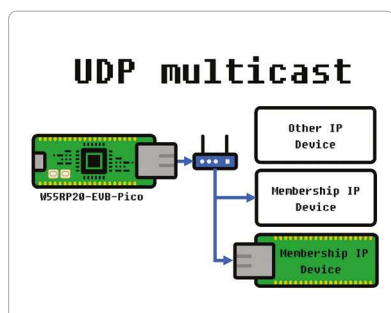 UDP multicast
Other IP
Device
W55RP20-EVB-Pico
Membership IP
Device
Membership IP
Device